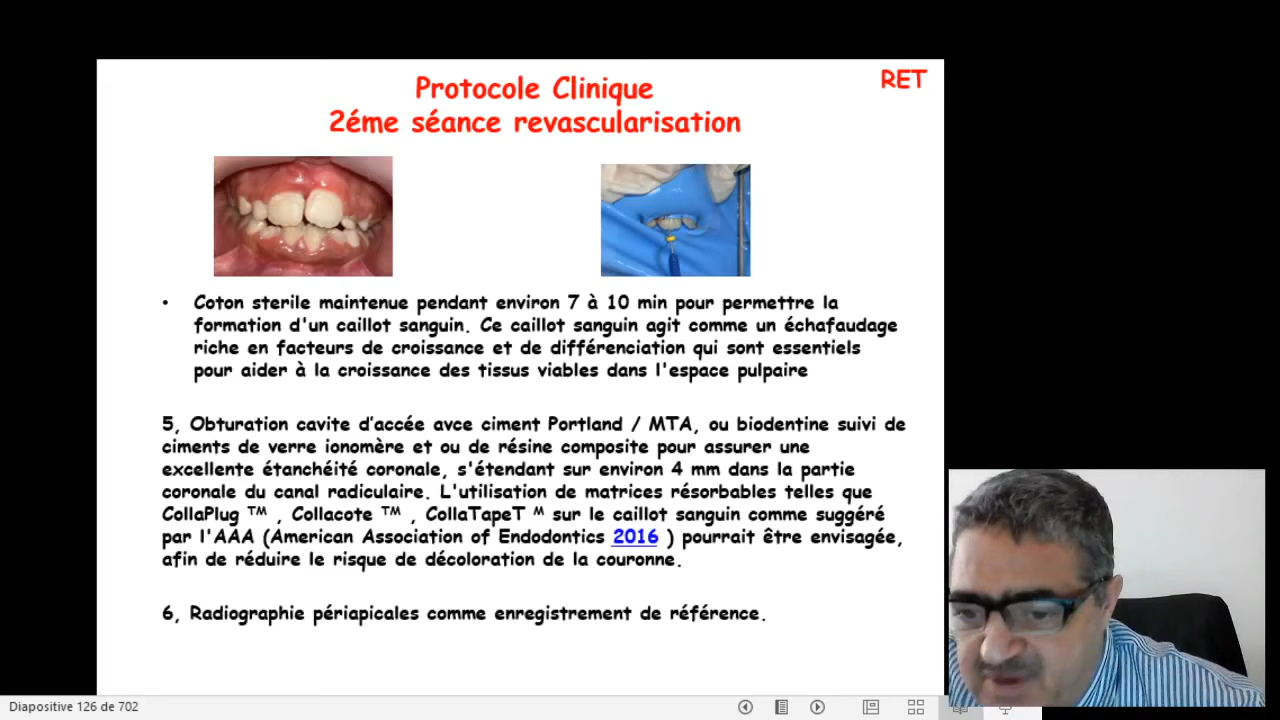 Protocole Clinique
RET
2éme séance revascularisation
• Coton sterile maintenue pendant environ 7 à 10 min pour permettre la
formation d'un caillot sanguin. Ce caillot sanguin agit comme un échafaudage
riche en facteurs de croissance et de différenciation qui sont essentiels
pour aider à la croissance des tissus viables dans l'espace pulpaire
5, Obturation cavite d’accée avce ciment Portland / MTA, ou biodentine suivi de
ciments de verre ionomère et ou de résine composite pour assurer une
excellente étanchéité coronale, s'étendant sur environ 4 mm dans la partie
coronale du canal radiculaire. L'utilisation de matrices résorbables telles que
CollaPlug ™ , Collacote ™ , CollaTapeT ᴹ sur le caillot sanguin comme suggéré
par l'AAA (American Association of Endodontics 2016 ) pourrait être envisagée,
afin de réduire le risque de décoloration de la couronne.
6, Radiographie périapicales comme enregistrement de référence.
Diapositive 126 de 702